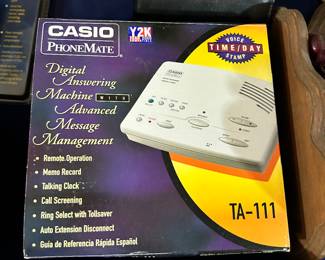 CASIO
PHONEMATE®
Y2K
VOICE
TIME/DAY
STAMP
Digital
Answering
Machine WITH
Advanced
Message
Management
CASIO
• Remote Operation
• Memo Record
• Talking Clock
• Call Screening
• Ring Select with Tollsaver
• Auto Extension Disconnect
• Guía de Referencia Rápida Español
TA-111